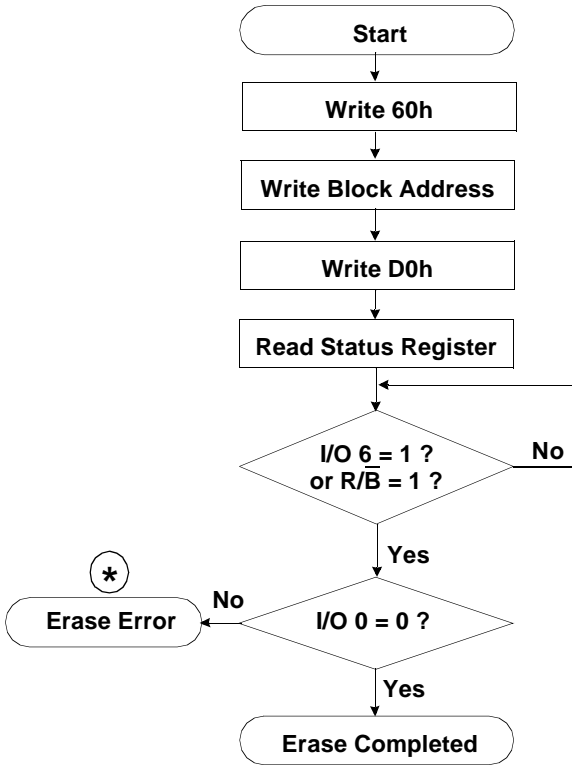 Start
Write 60h
Write Block Address
Write D0h
Read Status Register
I/O 6 = 1 ?
or R/B̅ = 1 ?
No
Yes
*
No
Erase Error
I/O 0 = 0 ?
Yes
Erase Completed